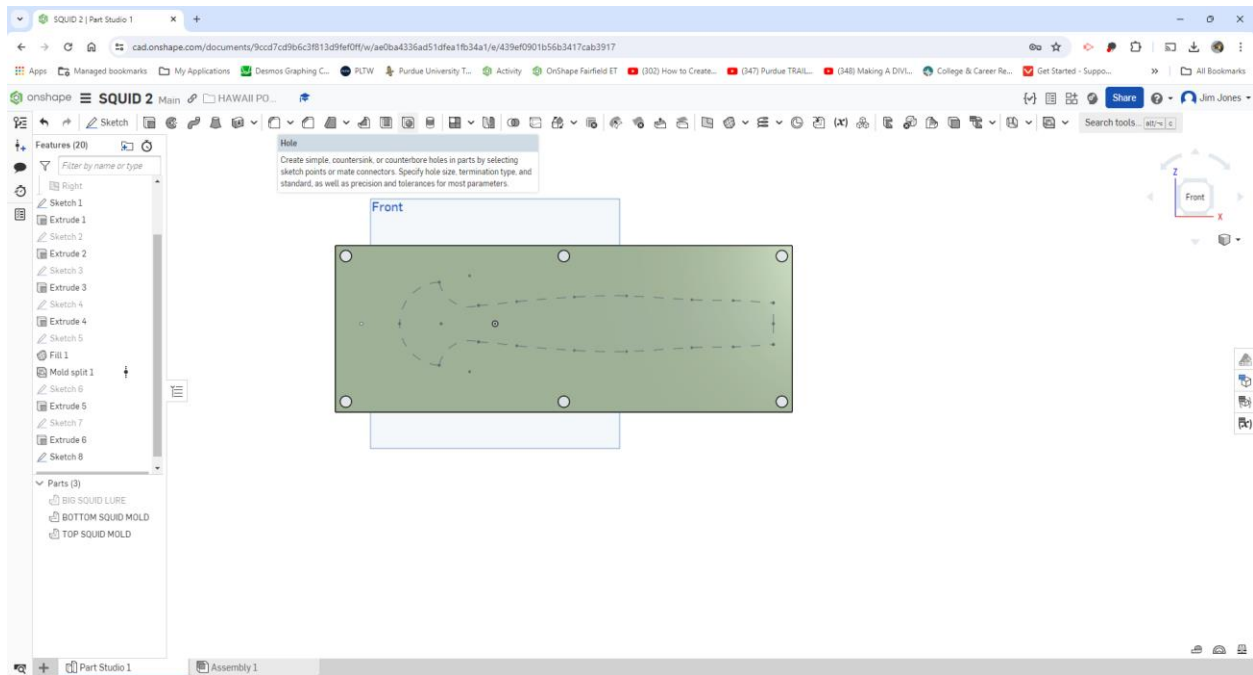 SQUID 2 | Part Studio 1
cad.onshape.com/documents/9ccd7cd9b6c3f813d9fef0ff/w/ae0ba4336ad51dfea1fb34a1/e/439ef0901b56b3417cab3917
Apps Managed bookmarks My Applications Desmos Graphing C... PLTW Purdue University T... Activity OnShape Fairfield ET (302) How to Create... (347) Purdue TRAIL... (348) Making A DIVI... College & Career Re... Get Started - Suppo... » All Bookmarks
onshape SQUID 2 Main HAWAII PO... Share Jim Jones
Sketch Search tools... alt/⌥ c
Features (20)
Filter by name or type
Right
Sketch 1
Extrude 1
Sketch 2
Extrude 2
Sketch 3
Extrude 3
Sketch 4
Extrude 4
Sketch 5
Fill 1
Mold split 1
Sketch 6
Extrude 5
Sketch 7
Extrude 6
Sketch 8
Parts (3)
BIG SQUID LURE
BOTTOM SQUID MOLD
TOP SQUID MOLD
Hole
Create simple, countersink, or counterbore holes in parts by selecting
sketch points or mate connectors. Specify hole size, termination type, and
standard, as well as precision and tolerances for most parameters.
Front
Z
Front
X
Part Studio 1 Assembly 1